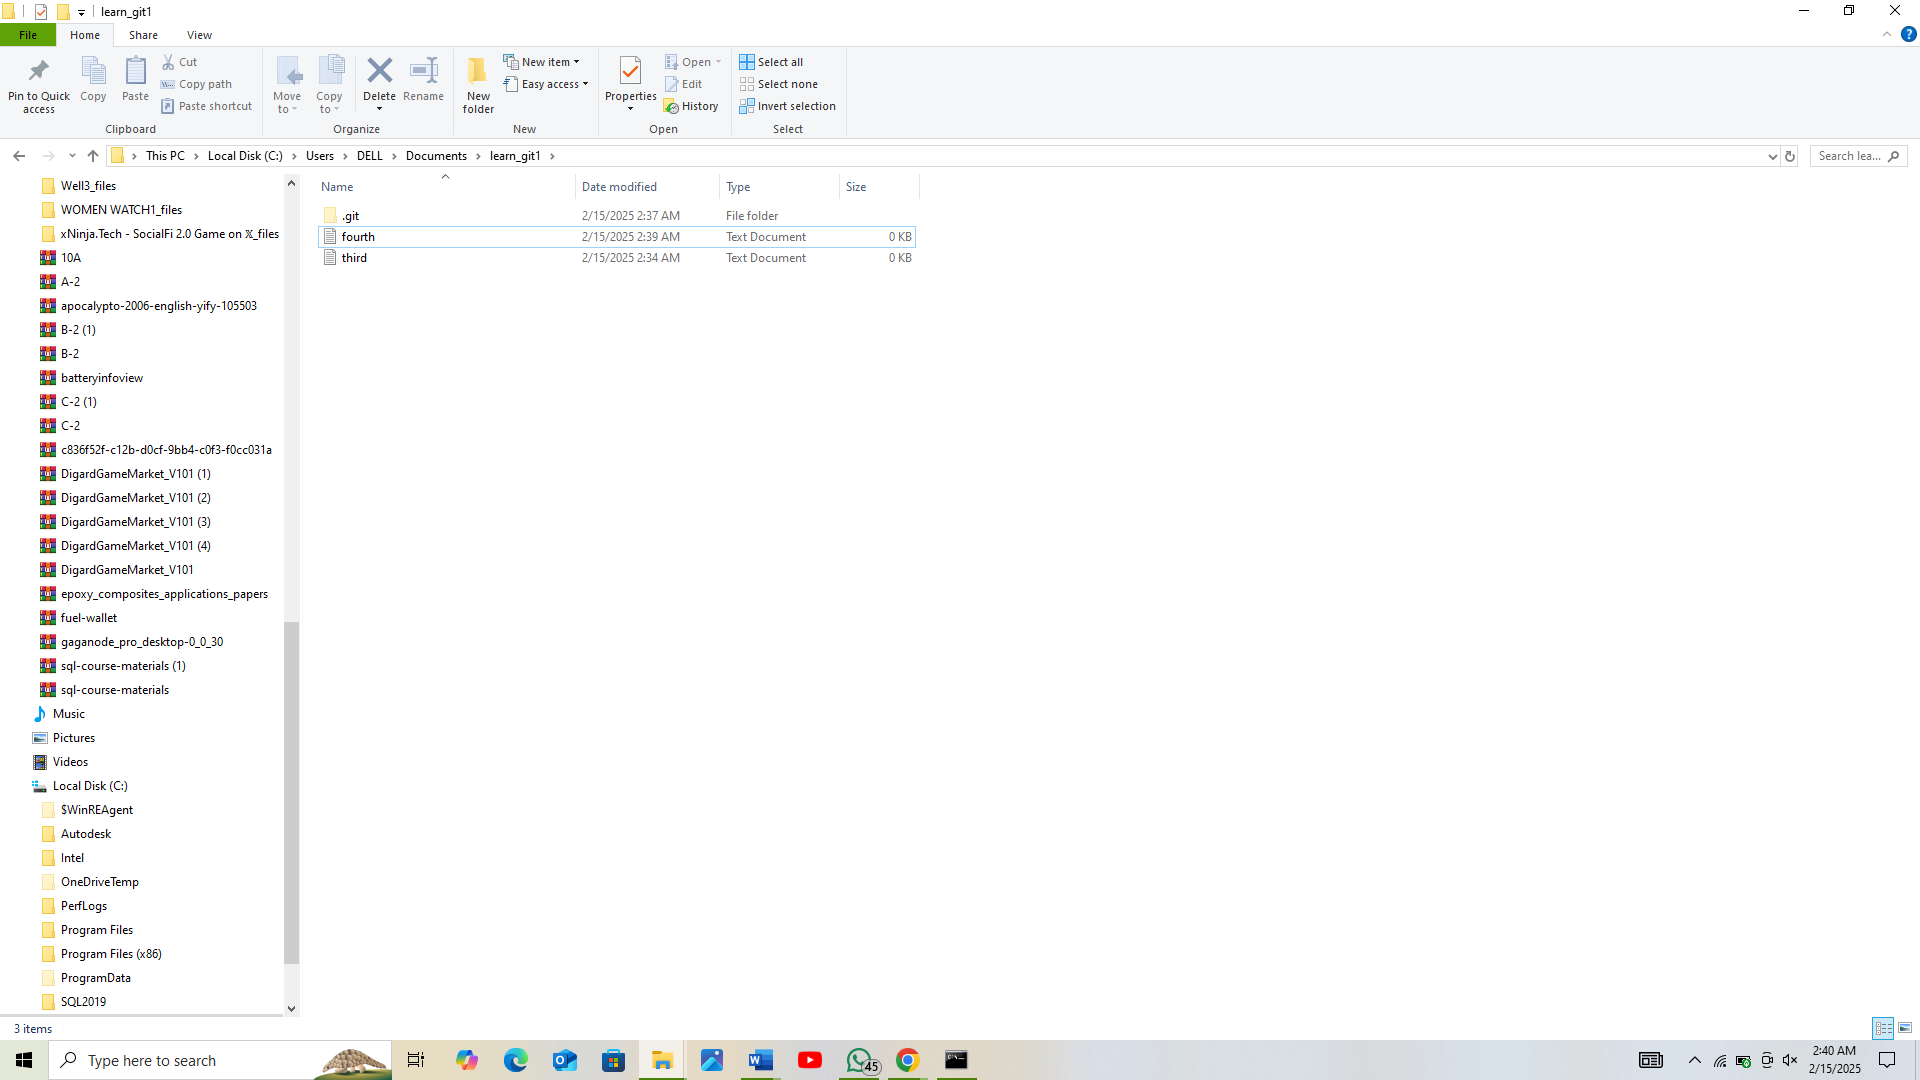 learn_git1
File
Home
Share
View
Pin to Quick access
Copy
Paste
Cut
Copy path
Paste shortcut
Clipboard
Move to
Copy to
Delete
Rename
Organize
New folder
New item
Easy access
New
Properties
Open
Edit
History
Open
Select all
Select none
Invert selection
Select
This PC > Local Disk (C:) > Users > DELL > Documents > learn_git1 >
Search lea...
Well3_files
WOMEN WATCH1_files
xNinja.Tech - SocialFi 2.0 Game on 𝕏_files
10A
A-2
apocalypto-2006-english-yify-105503
B-2 (1)
B-2
batteryinfoview
C-2 (1)
C-2
c836f52f-c12b-d0cf-9bb4-c0f3-f0cc031a
DigardGameMarket_V101 (1)
DigardGameMarket_V101 (2)
DigardGameMarket_V101 (3)
DigardGameMarket_V101 (4)
DigardGameMarket_V101
epoxy_composites_applications_papers
fuel-wallet
gaganode_pro_desktop-0_0_30
sql-course-materials (1)
sql-course-materials
Music
Pictures
Videos
Local Disk (C:)
$WinREAgent
Autodesk
Intel
OneDriveTemp
PerfLogs
Program Files
Program Files (x86)
ProgramData
SQL2019
Name Date modified Type Size
.git 2/15/2025 2:37 AM File folder
fourth 2/15/2025 2:39 AM Text Document 0 KB
third 2/15/2025 2:34 AM Text Document 0 KB
3 items
Type here to search
45
2:40 AM
2/15/2025